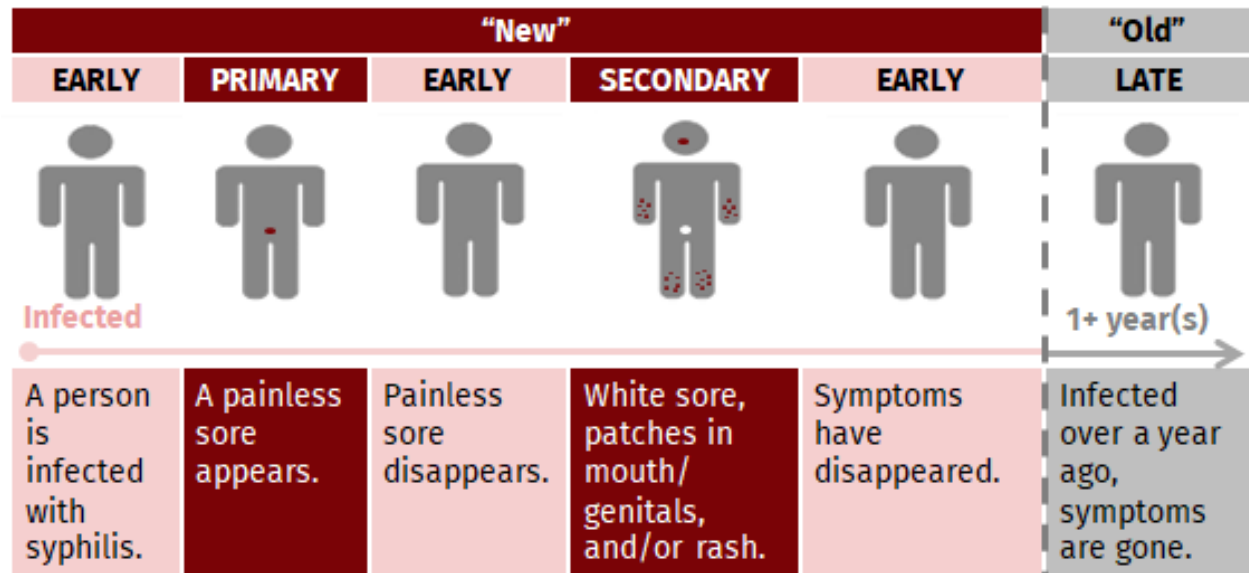 “New”
“Old”
EARLY
PRIMARY
EARLY
SECONDARY
EARLY
LATE
Infected
1+ year(s)
A person
is
infected
with
syphilis.
A painless
sore
appears.
Painless
sore
disappears.
White sore,
patches in
mouth/
genitals,
and/or rash.
Symptoms
have
disappeared.
Infected
over a year
ago,
symptoms
are gone.